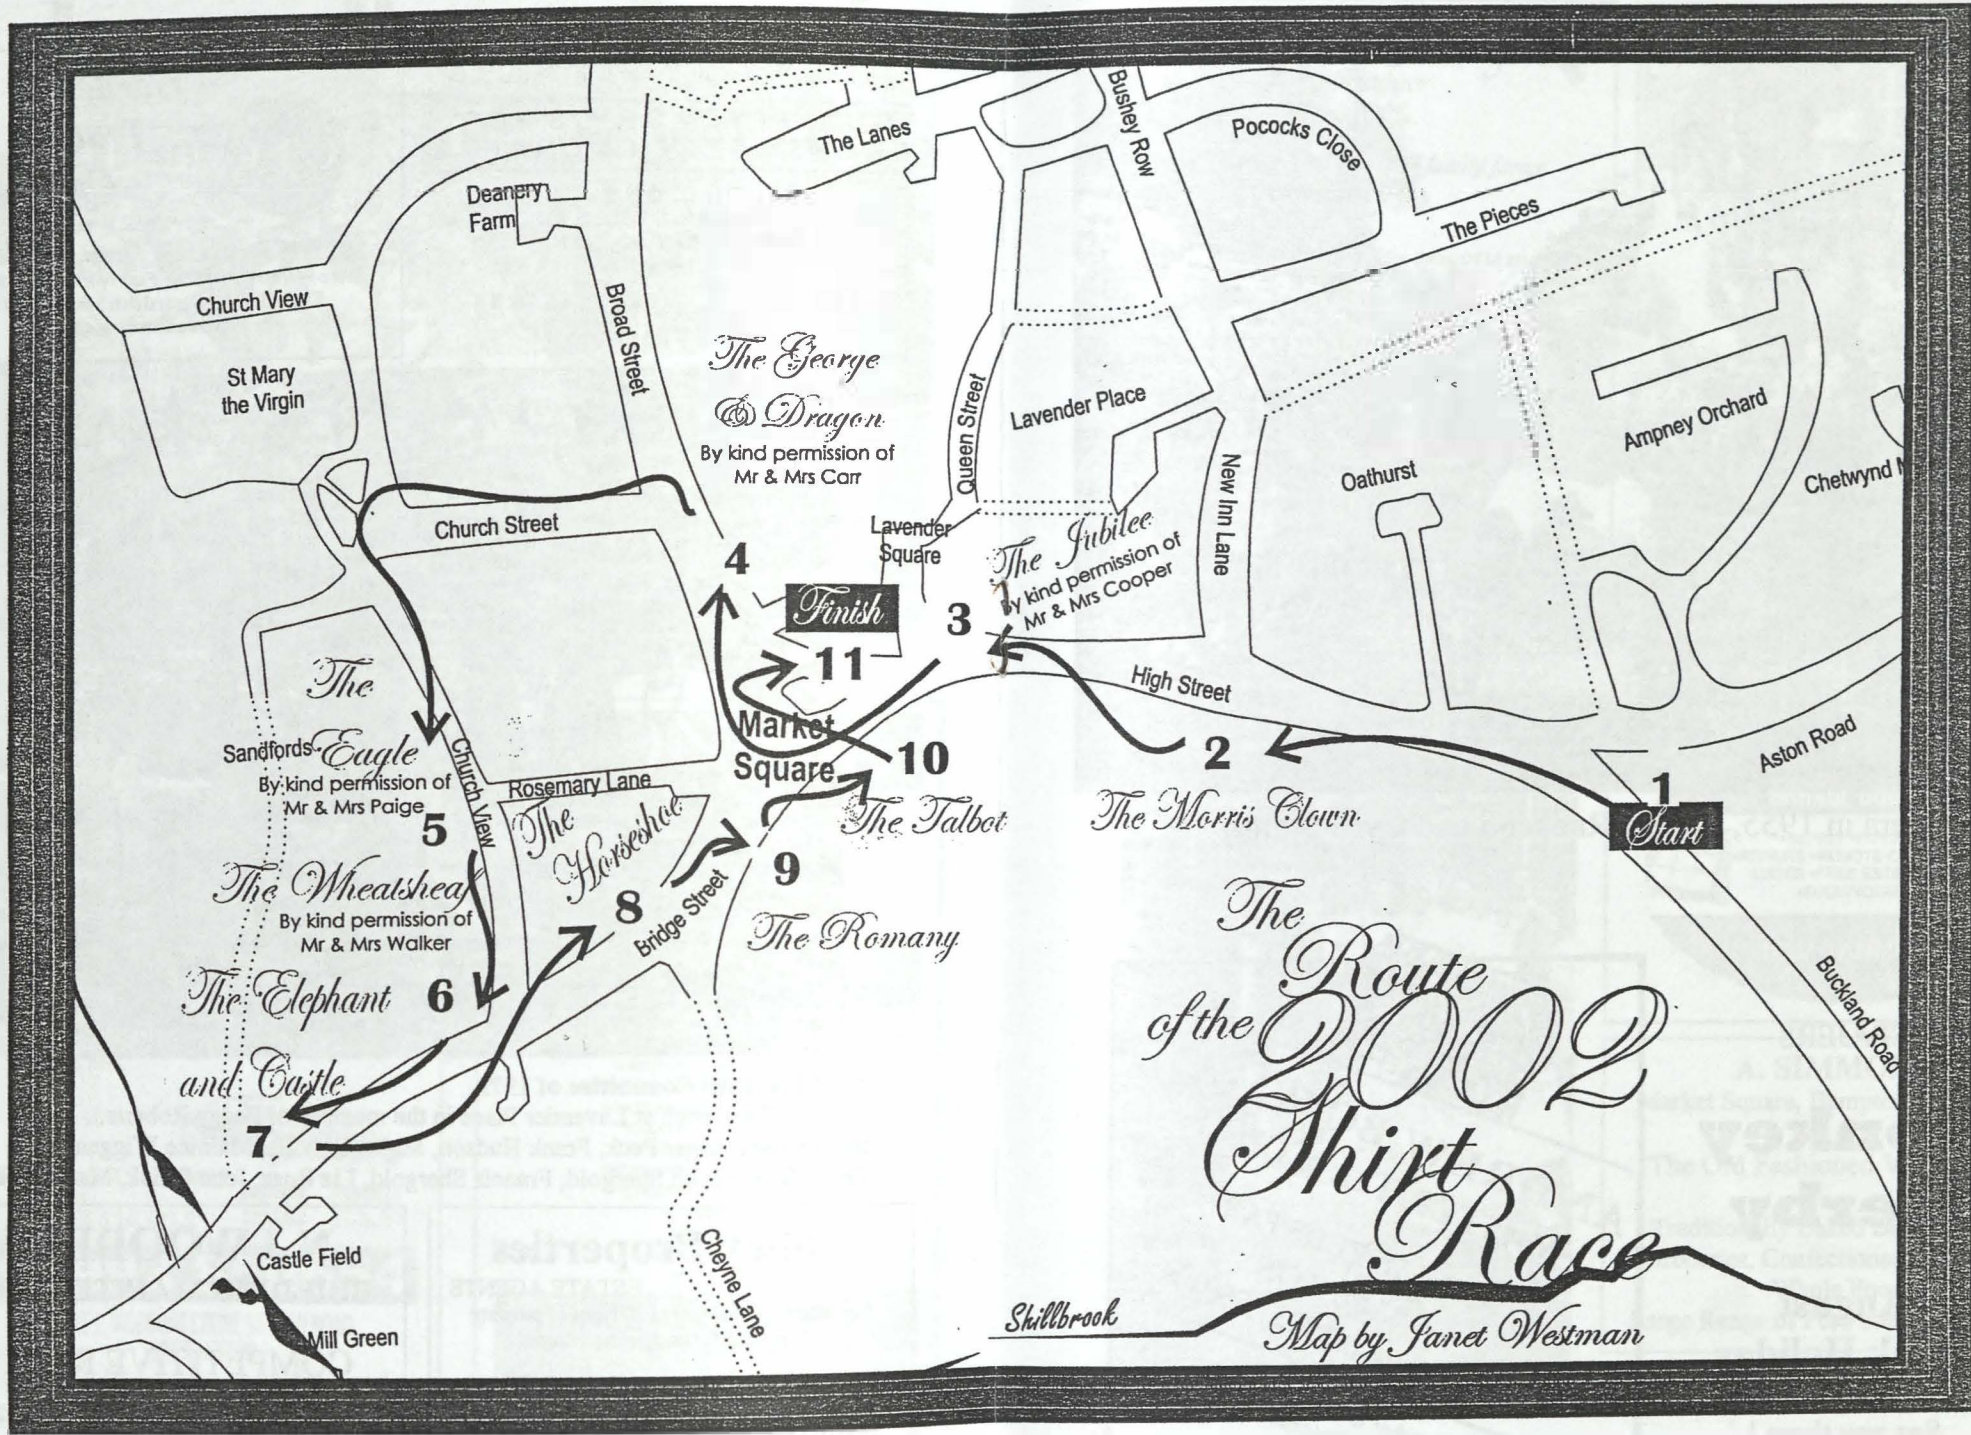 The Lanes
Bushey Row
Pococks Close
The Pieces
Deanery
Farm
Church View
St Mary
the Virgin
Broad Street
The George
& Dragon
By kind permission of
Mr & Mrs Carr
Queen Street
Lavender Place
New Inn Lane
Oathurst
Ampney Orchard
Chetwynd
Church Street
Lavender
Square
The Jubilee
By kind permission of
Mr & Mrs Cooper
4
Finish
3
11
High Street
The
Eagle
Sandfords
By kind permission of
Mr & Mrs Paige
5
Church View
Rosemary Lane
Market
Square
10
The Talbot
2
The Morris Clown
1
Start
Aston Road
Buckland Road
The
Horseshoe
8
Bridge Street
9
The Romany
The Wheatsheaf
By kind permission of
Mr & Mrs Walker
The Elephant
and Castle
6
7
Castle Field
Mill Green
Cheyne Lane
The
Route
of the 2002
Shirt
Race
Shillbrook
Map by Janet Westman